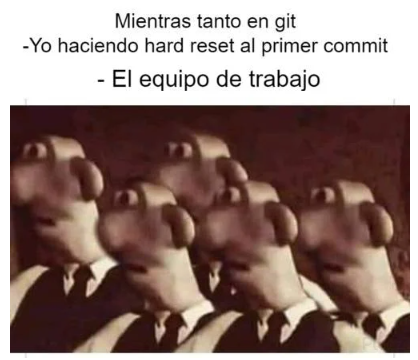 Mientras tanto en git
-Yo haciendo hard reset al primer commit
- El equipo de trabajo